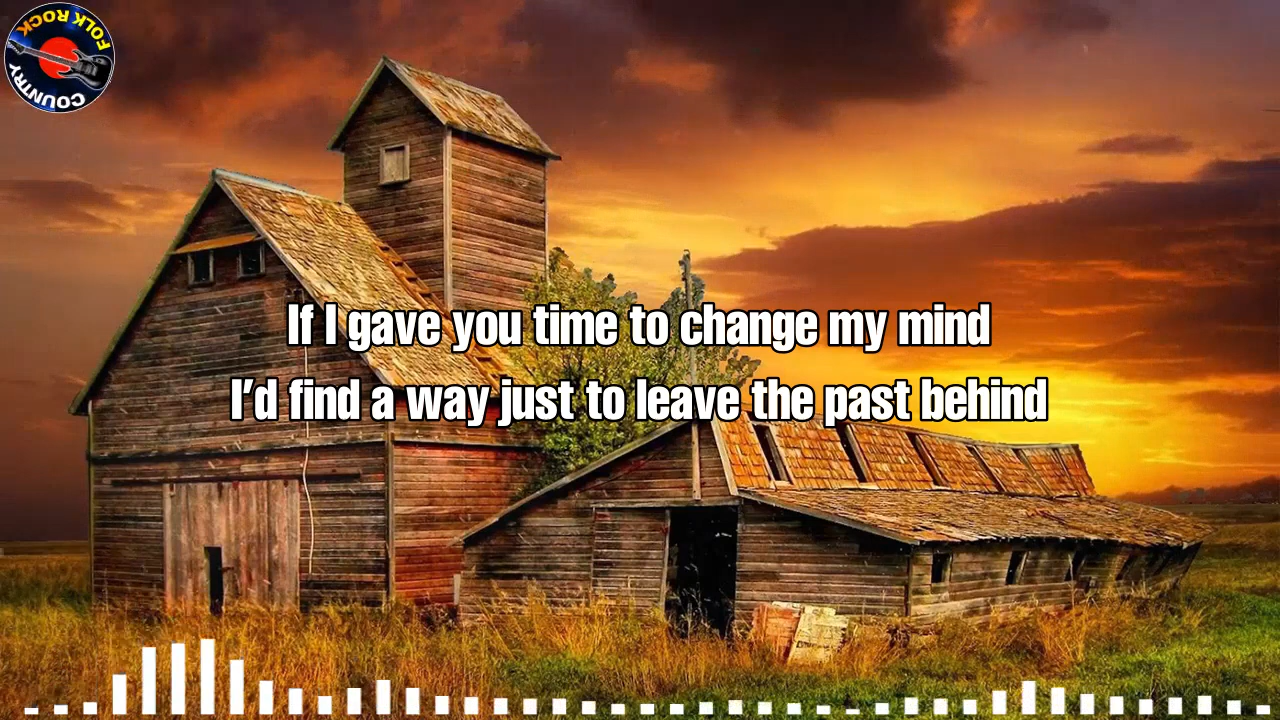 FOLK ROCK
COUNTRY
If I gave you time to change my mind
I'd find a way just to leave the past behind